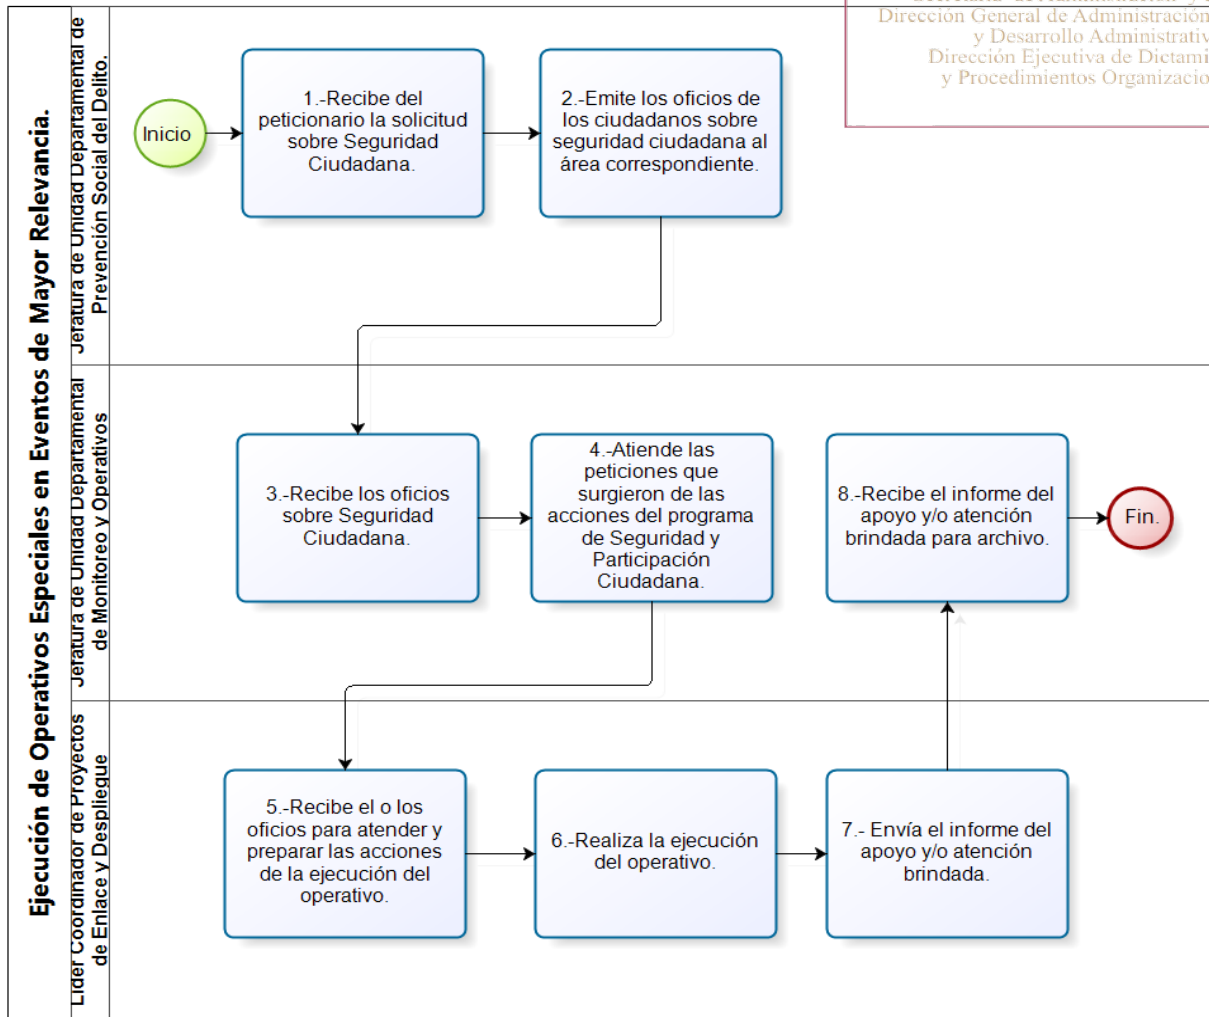 Dirección General de Administración
y Desarrollo Administrativ
Dirección Ejecutiva de Dictami
y Procedimientos Organizacio
Ejecución de Operativos Especiales en Eventos de Mayor Relevancia.
Jefatura de Unidad Departamental de
Prevención Social del Delito.
Inicio
1.-Recibe del
peticionario la solicitud
sobre Seguridad
Ciudadana.
2.-Emite los oficios de
los ciudadanos sobre
seguridad ciudadana al
área correspondiente.
Jefatura de Unidad Departamental
de Monitoreo y Operativos
3.-Recibe los oficios
sobre Seguridad
Ciudadana.
4.-Atiende las
peticiones que
surgieron de las
acciones del programa
de Seguridad y
Participación
Ciudadana.
8.-Recibe el informe del
apoyo y/o atención
brindada para archivo.
Fin.
Líder Coordinador de Proyectos
de Enlace y Despliegue
5.-Recibe el o los
oficios para atender y
preparar las acciones
de la ejecución del
operativo.
6.-Realiza la ejecución
del operativo.
7.- Envía el informe del
apoyo y/o atención
brindada.